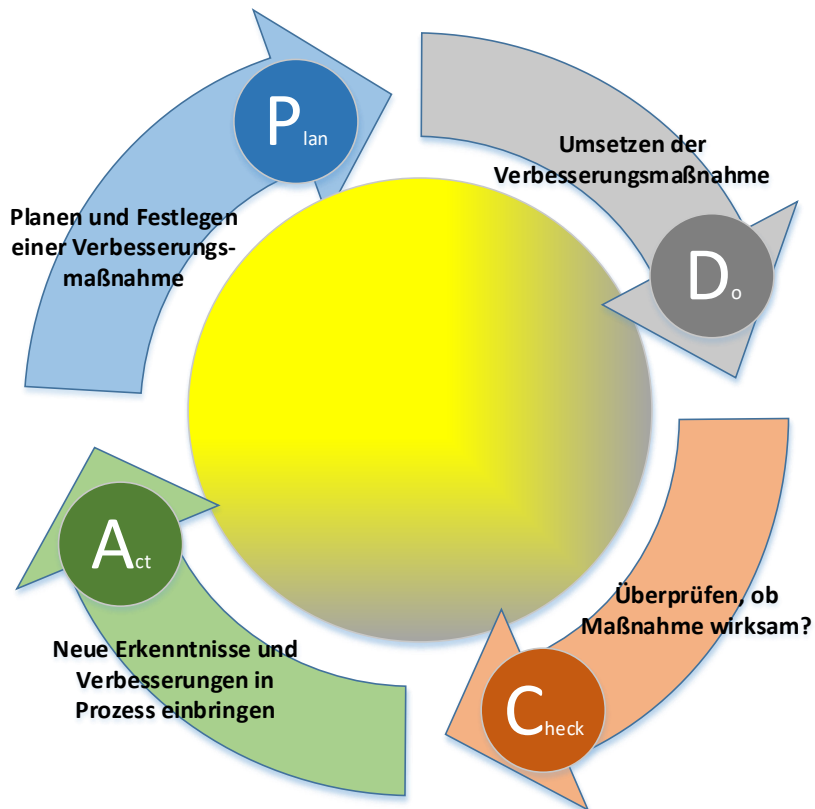 Plan
Planen und Festlegen
einer Verbesserungs-
maßnahme
Umsetzen der
Verbesserungsmaßnahme
Do
Überprüfen, ob
Maßnahme wirksam?
Check
Act
Neue Erkenntnisse und
Verbesserungen in
Prozess einbringen